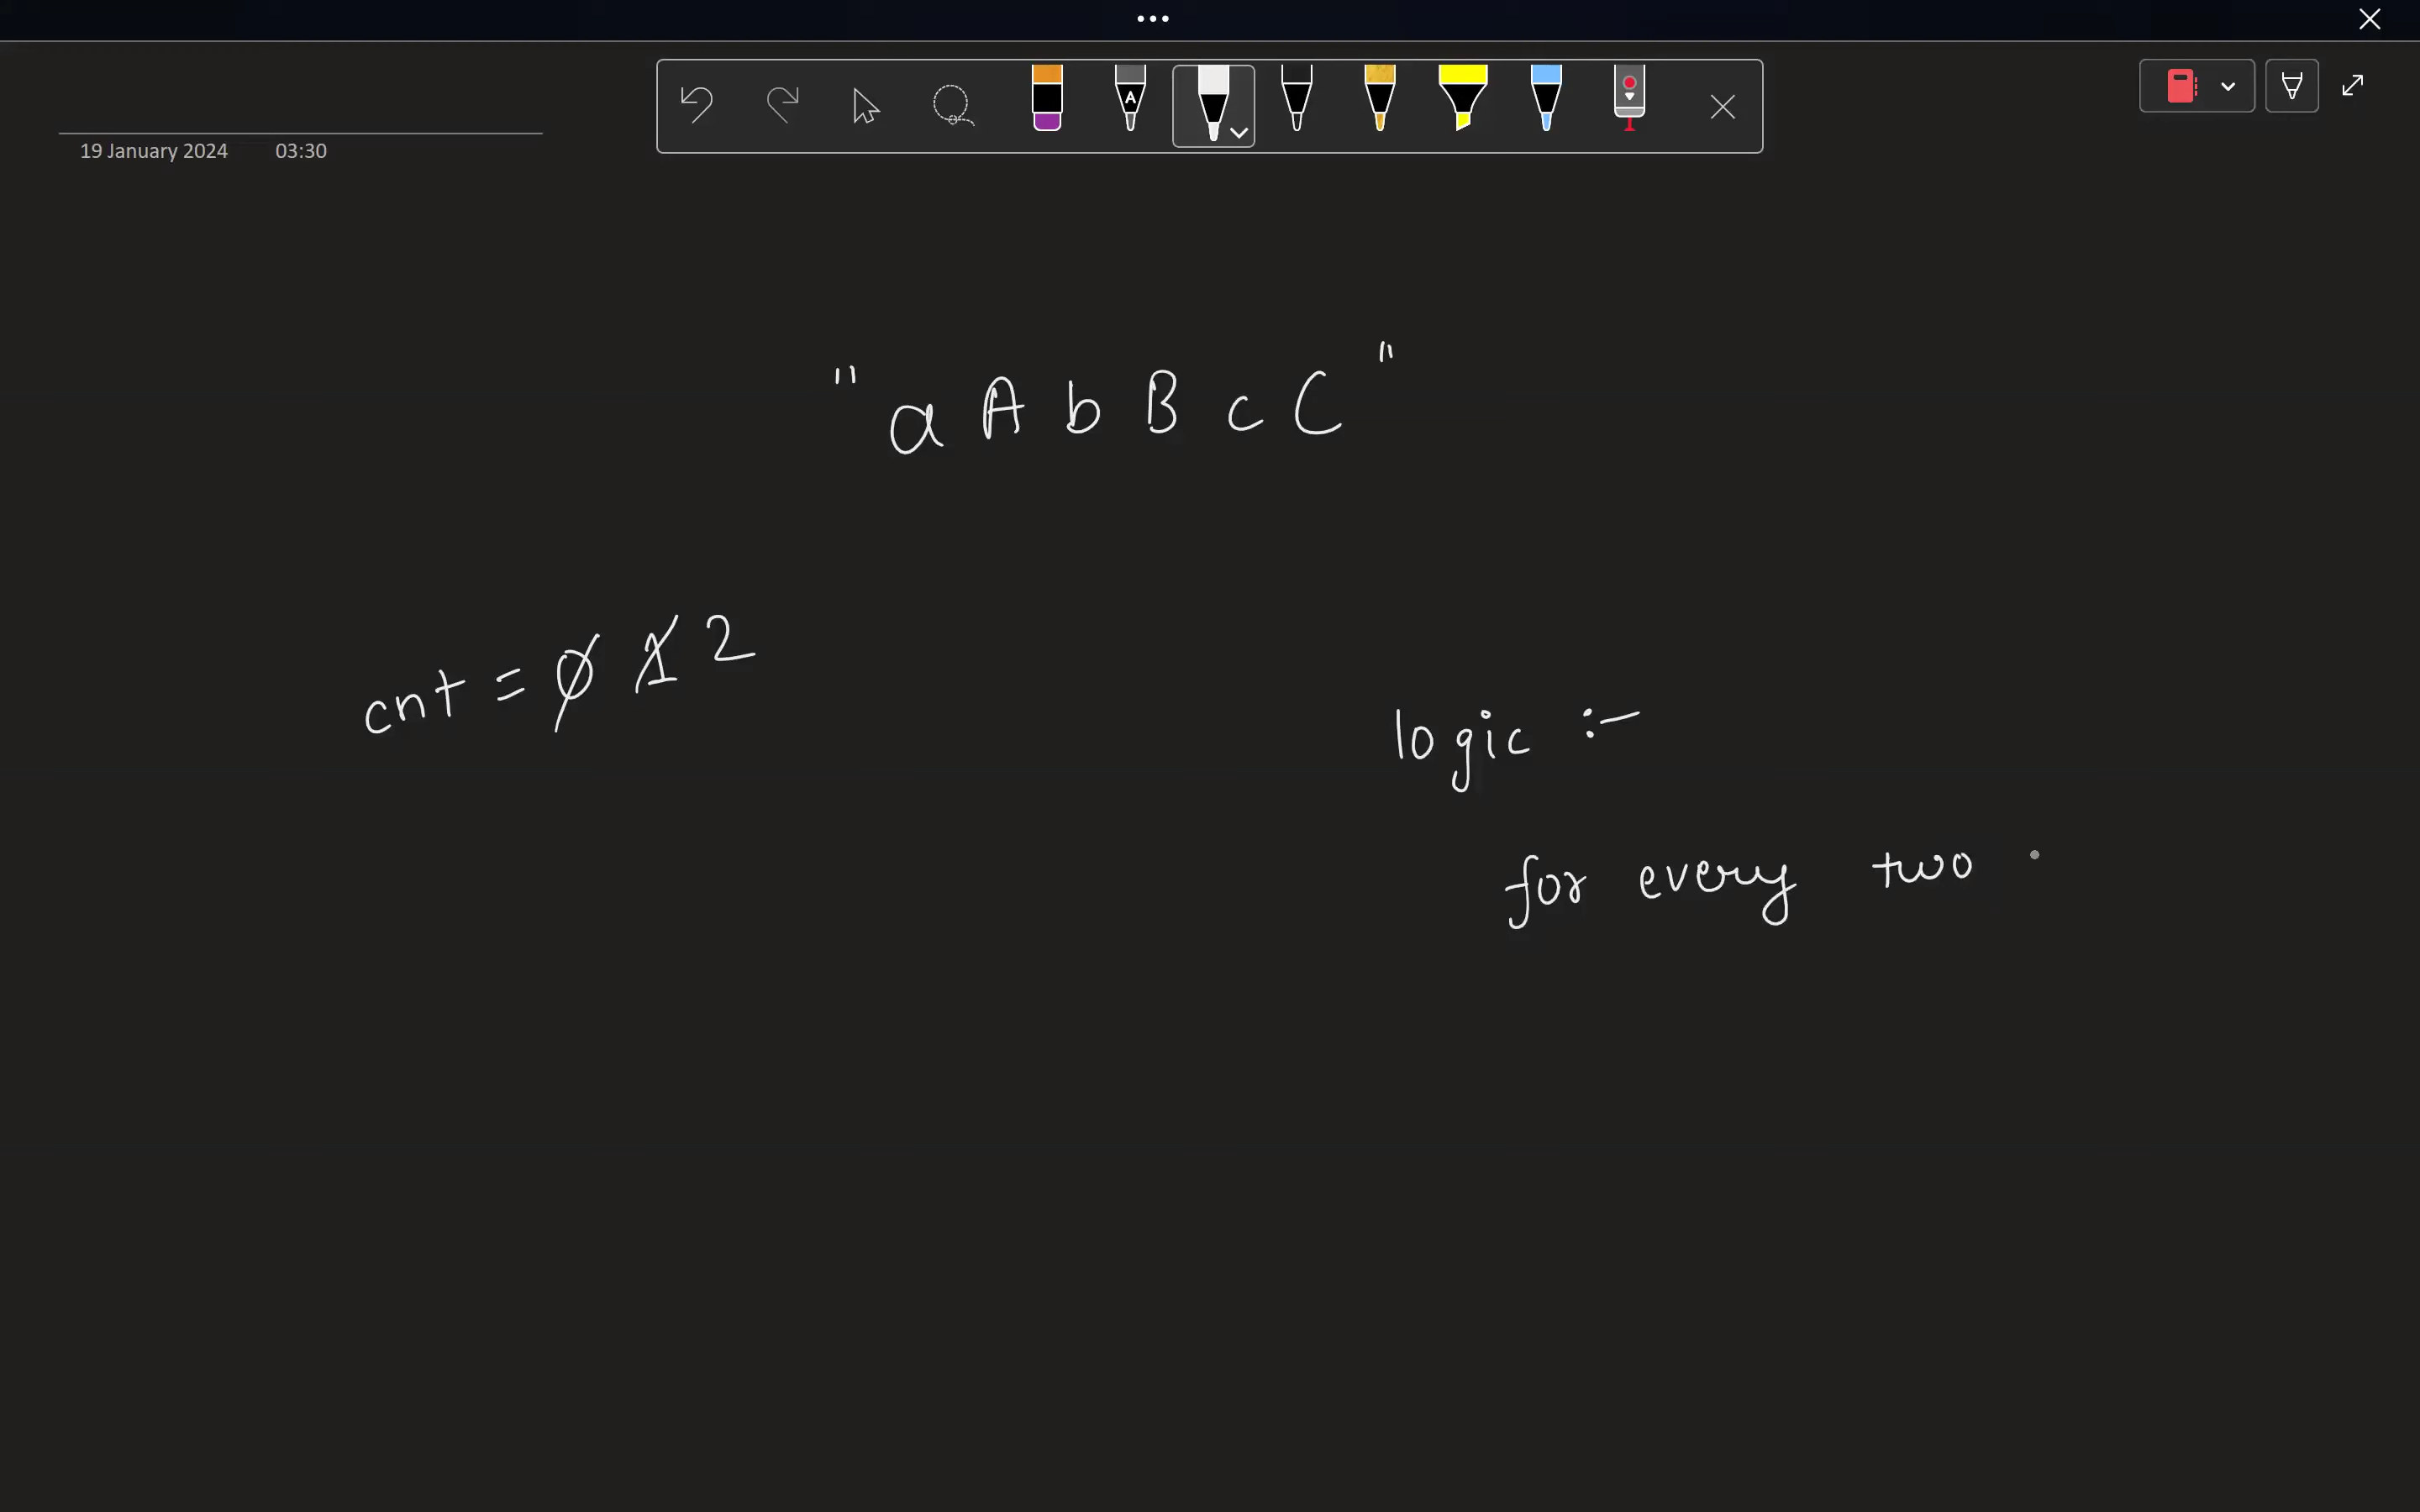 19 January 2024 03:30
"aAbBcC"
cnt = 0 1 2
logic :-
for every two